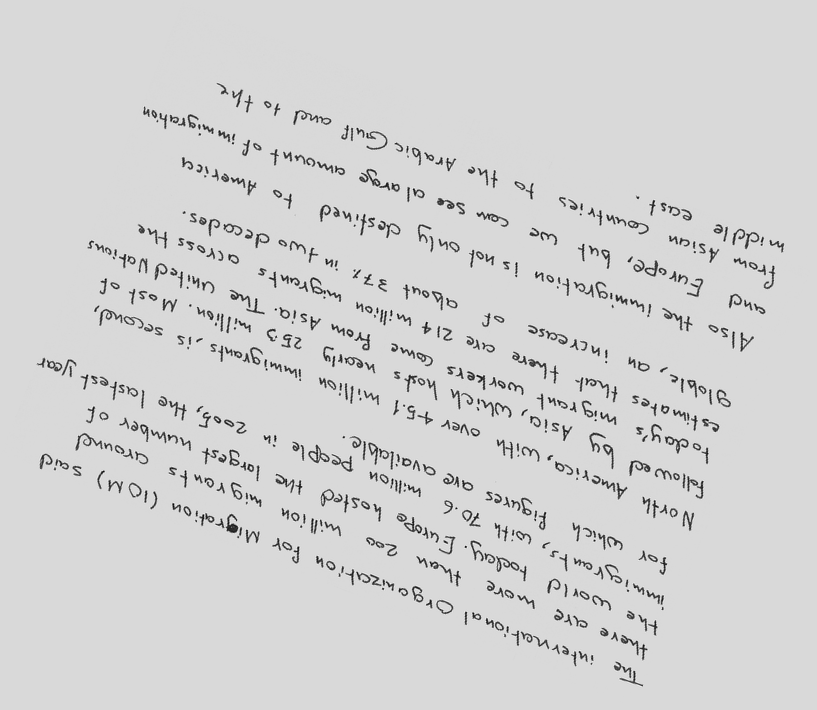 The international Organization for Migration (IOM) said
there are more than 200 million migrants around
the world today. Europe hosted the largest number of
immigrants, with 70.6 million people in 2005, the lastest year
for which figures are available.
North America, with over 45.1 million immigrants, is second,
followed by Asia, which hosts nearly 25.3 million. Most of
today's migrant workers come from Asia. The United Nations
estimates that there are 214 million migrants across the
globle, an increase of about 37% in two decades.
Also the immigration is not only destined to America
and Europe, but we can see alarge amount of immigration
from Asian countries to the Arabic Gulf and to the
middle east.